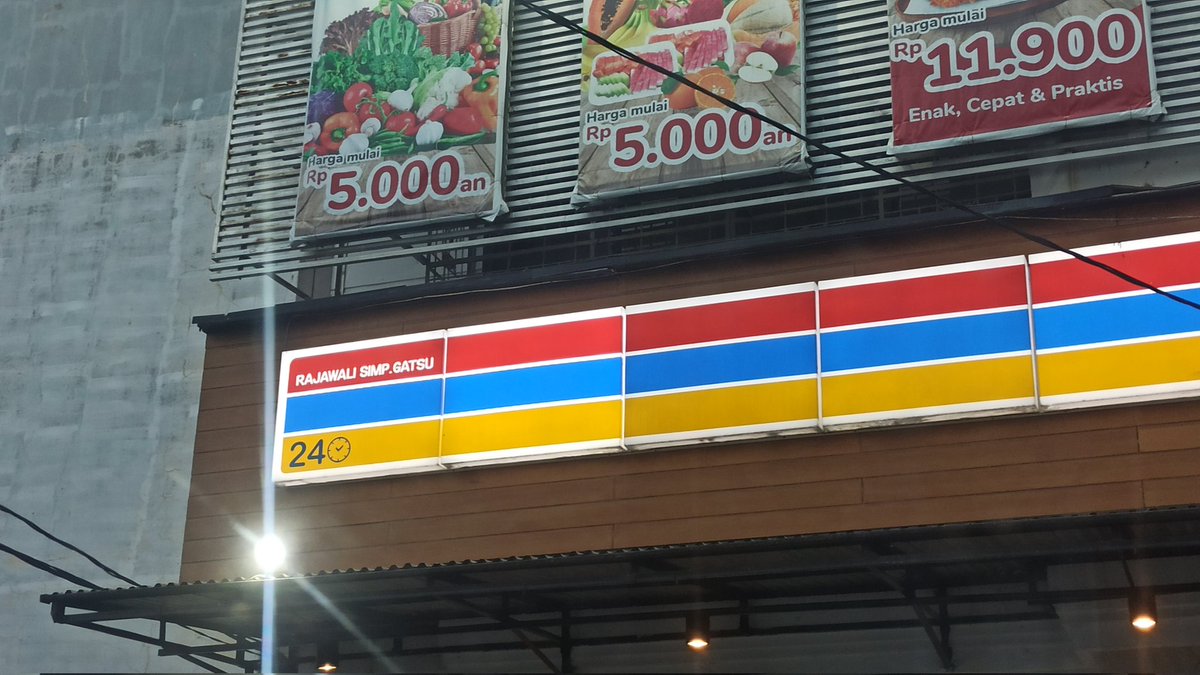 Harga mulai
Rp 5.000an
Harga mulai
Rp 5.000an
Harga mulai
Rp 11.900
Enak, Cepat & Praktis
RAJAWALI SIMP.GATSU
24